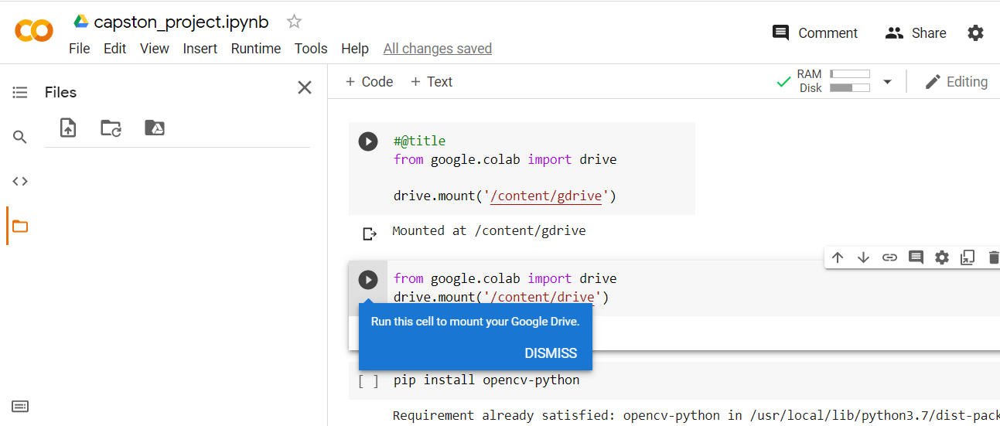 capston_project.ipynb
File Edit View Insert Runtime Tools Help All changes saved
Comment Share
Files
+ Code + Text
RAM
Disk
Editing
#@title
from google.colab import drive
drive.mount('/content/gdrive')
Mounted at /content/gdrive
from google.colab import drive
drive.mount('/content/drive')
Run this cell to mount your Google Drive.
DISMISS
[ ] pip install opencv-python
Requirement already satisfied: opencv-python in /usr/local/lib/python3.7/dist-pack